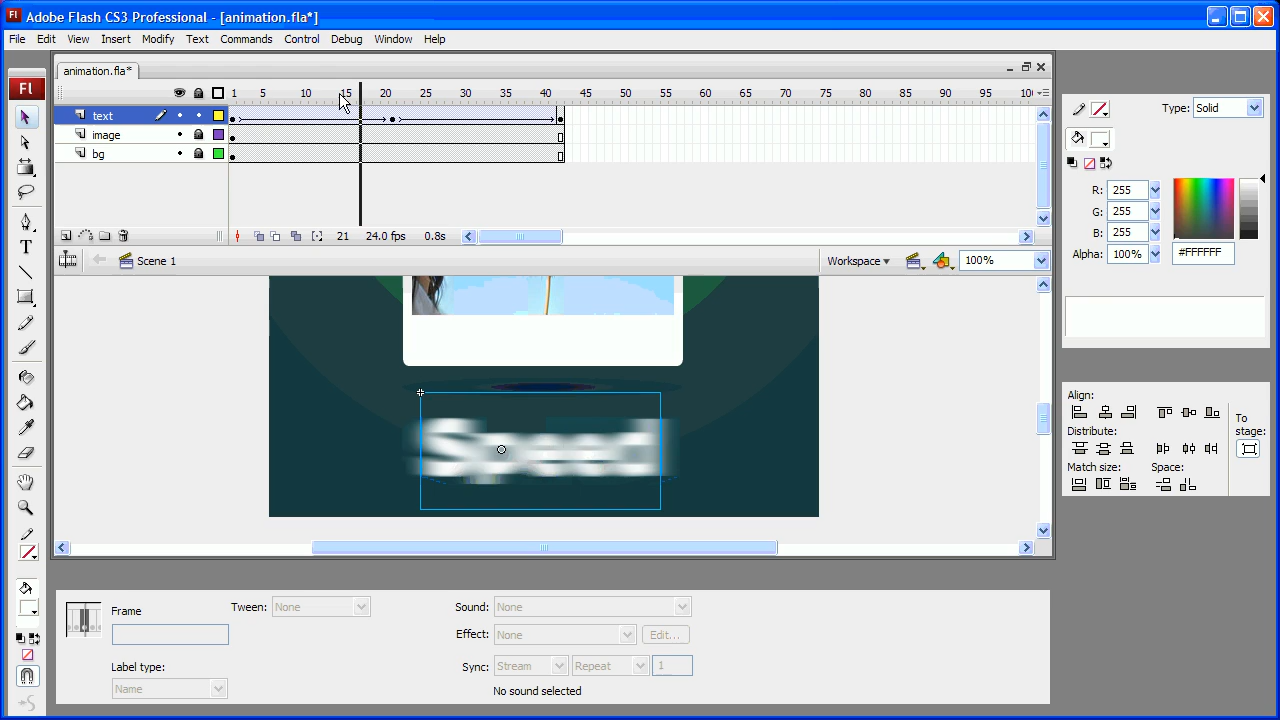 Fl Adobe Flash CS3 Professional - [animation.fla*]
File Edit View Insert Modify Text Commands Control Debug Window Help
animation.fla*
Fl
1 5 10 15 20 25 30 35 40 45 50 55 60 65 70 75 80 85 90 95 100
text
image
bg
21 24.0 fps 0.8s
Scene 1
Workspace
100%
Speed
Frame
Tween: None
Label type:
Name
Sound: None
Effect: None Edit...
Sync: Stream Repeat 1
No sound selected
Type: Solid
R: 255
G: 255
B: 255
Alpha: 100% #FFFFFF
Align:
Distribute:
Match size: Space:
To
stage: